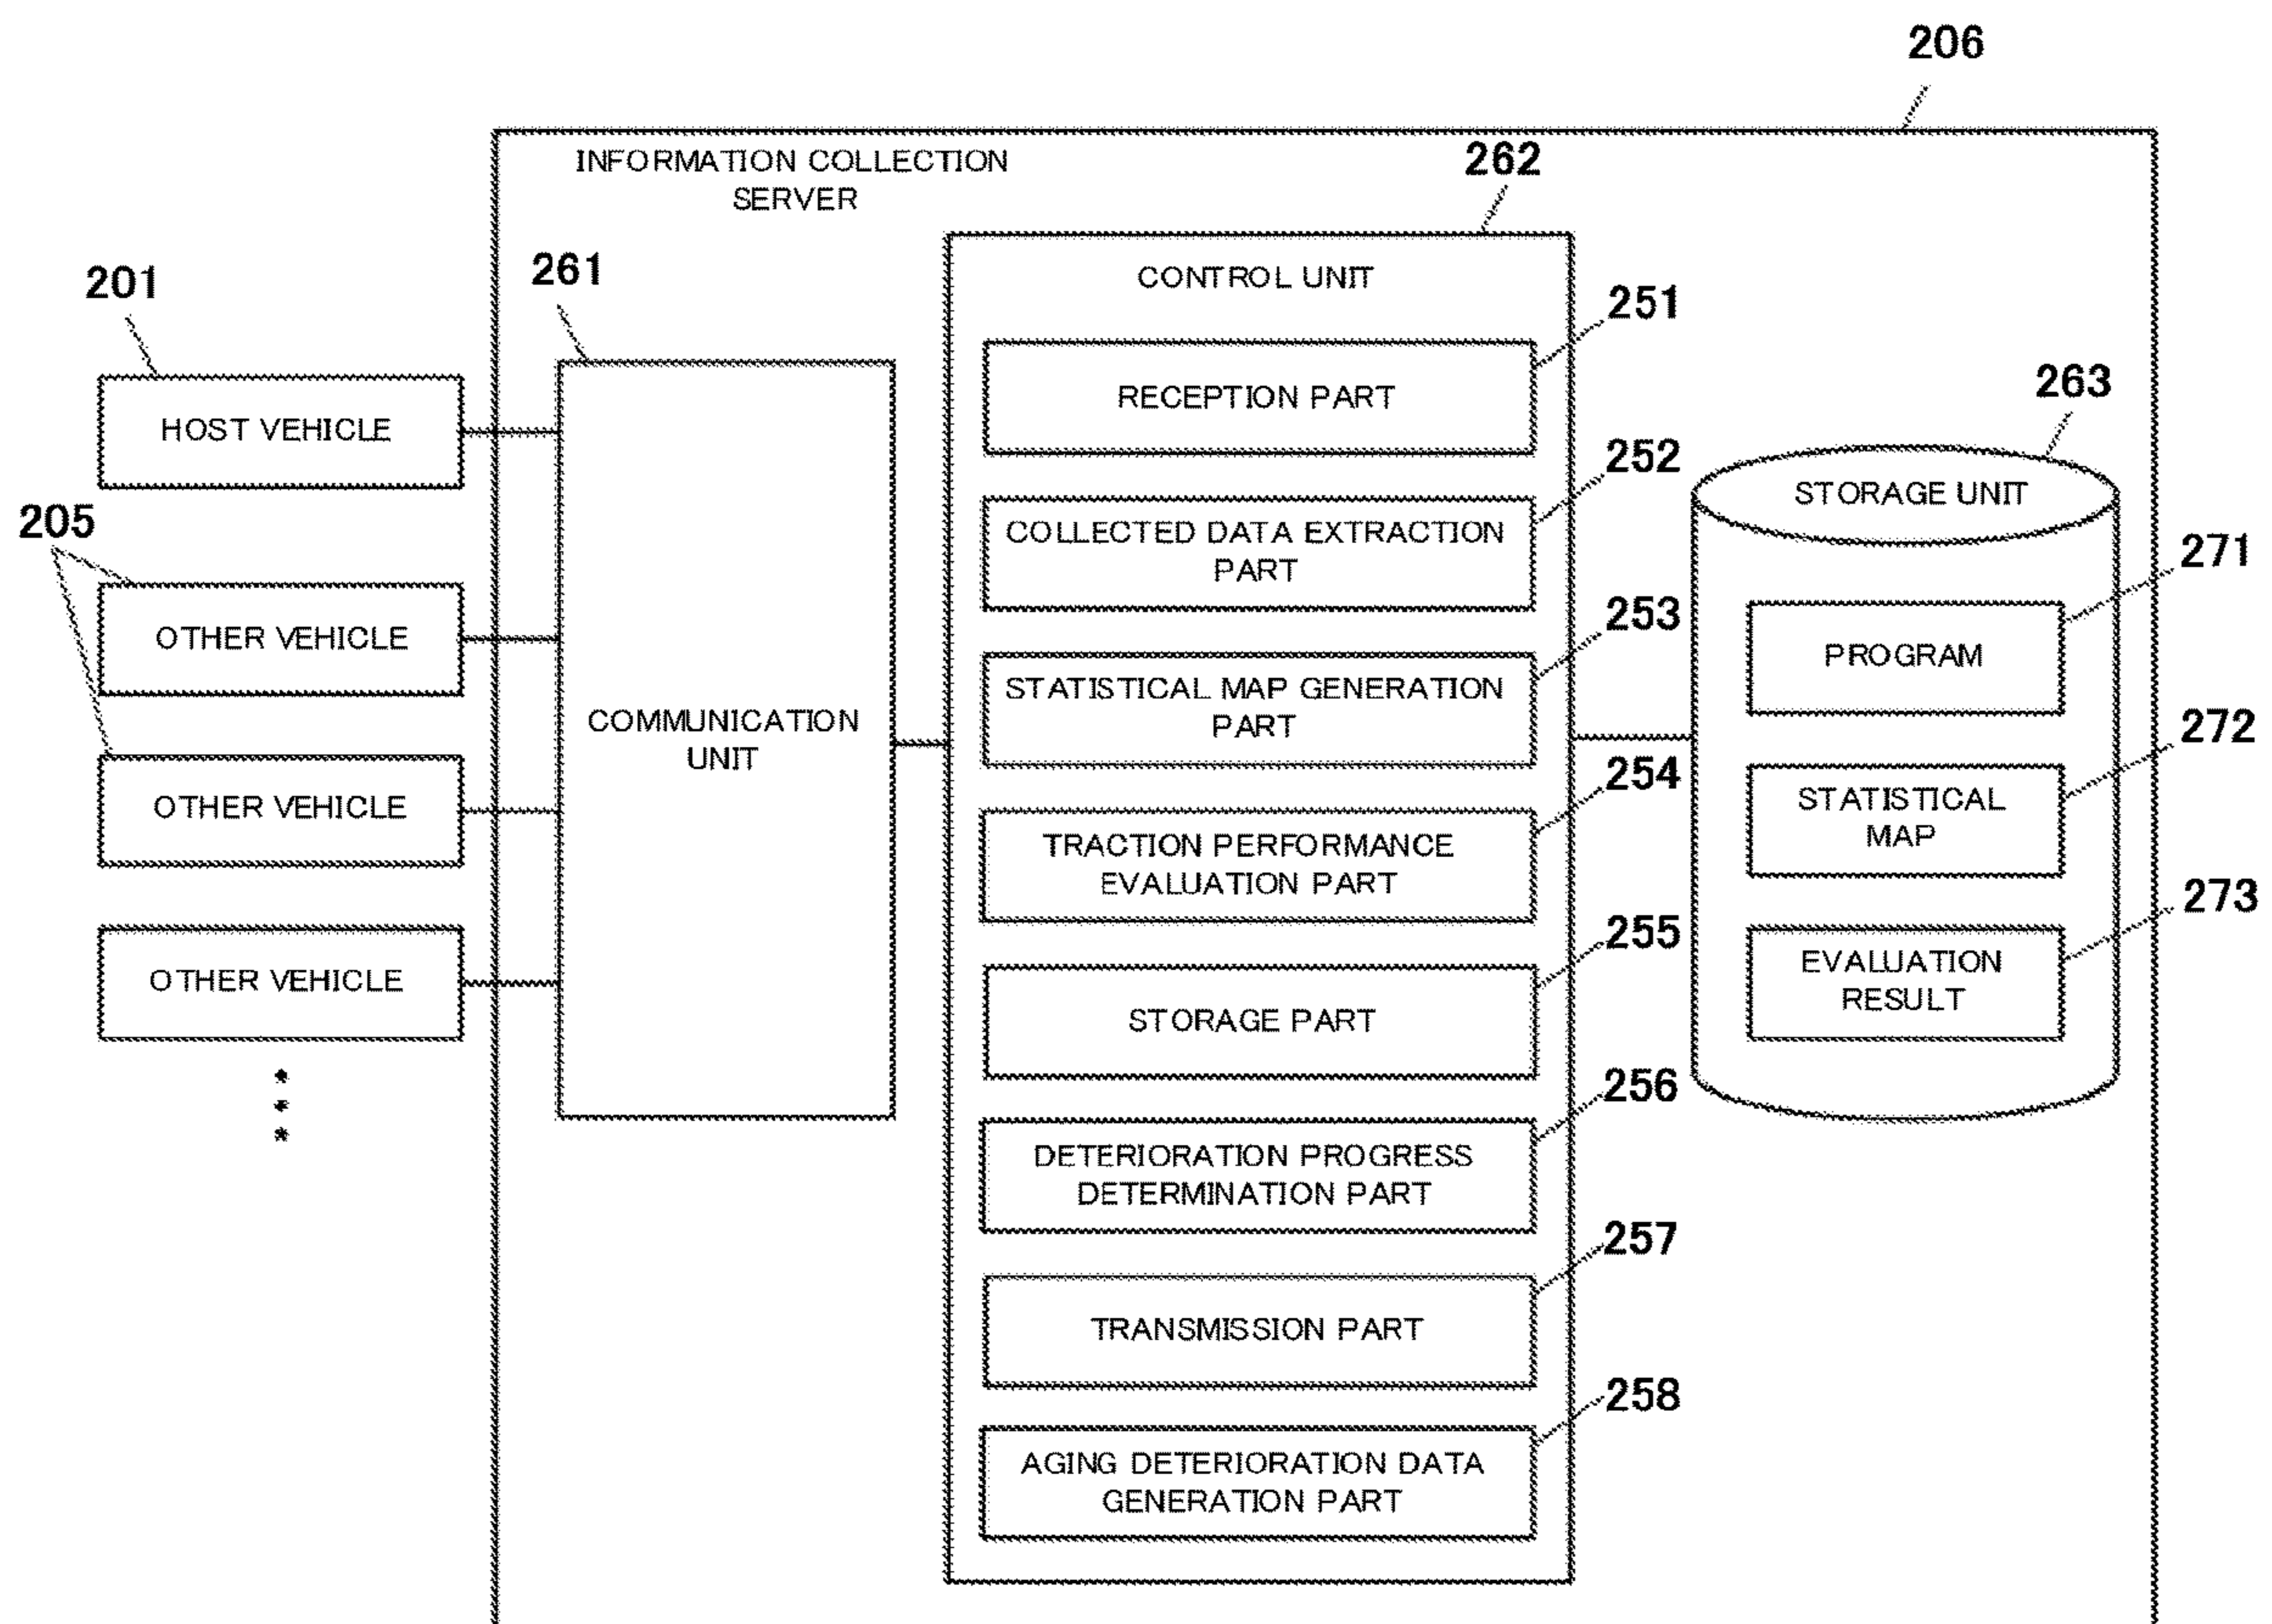 206
INFORMATION COLLECTION
SERVER
262
261
CONTROL UNIT
201
251
HOST VEHICLE
RECEPTION PART
263
252
STORAGE UNIT
205
COLLECTED DATA EXTRACTION
PART
271
OTHER VEHICLE
253
PROGRAM
STATISTICAL MAP GENERATION
PART
COMMUNICATION
UNIT
272
254
OTHER VEHICLE
STATISTICAL
MAP
TRACTION PERFORMANCE
EVALUATION PART
273
255
OTHER VEHICLE
EVALUATION
RESULT
STORAGE PART
256
DETERIORATION PROGRESS
DETERMINATION PART
257
TRANSMISSION PART
258
AGING DETERIORATION DATA
GENERATION PART